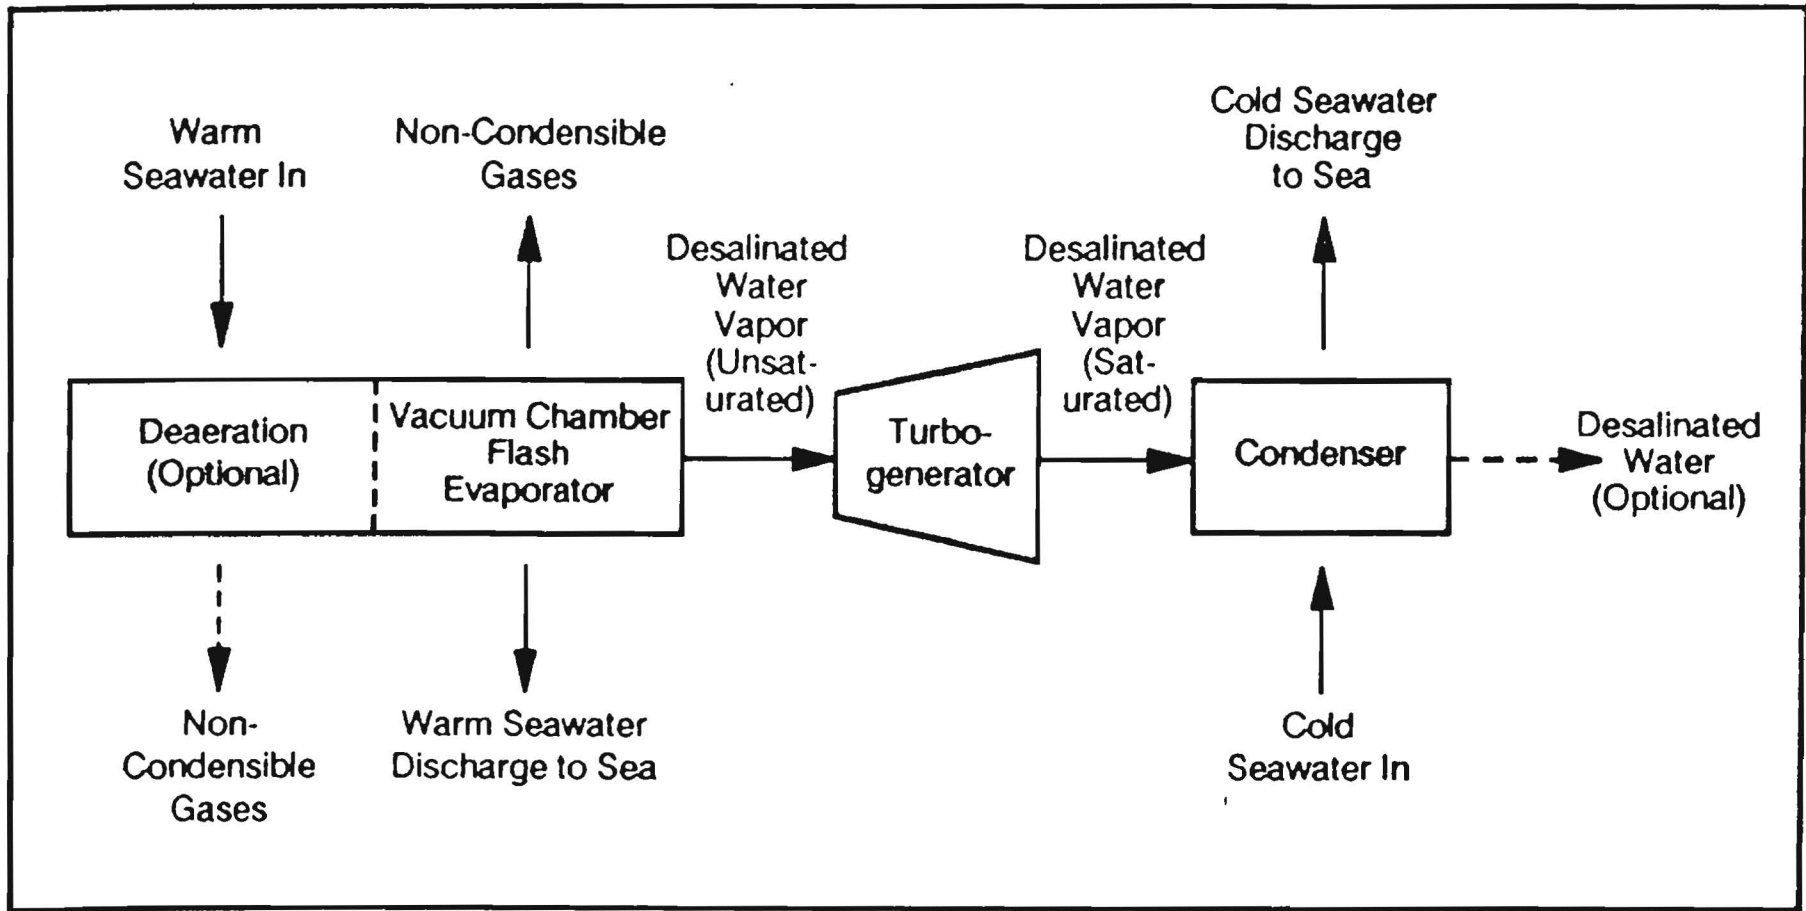 Warm
Seawater In
Non-Condensible
Gases
Desalinated
Water
Vapor
(Unsat-
urated)
Desalinated
Water
Vapor
(Sat-
urated)
Cold Seawater
Discharge
to Sea
Deaeration
(Optional)
Vacuum Chamber
Flash
Evaporator
Turbo-
generator
Condenser
Desalinated
Water
(Optional)
Non-
Condensible
Gases
Warm Seawater
Discharge to Sea
Cold
Seawater In